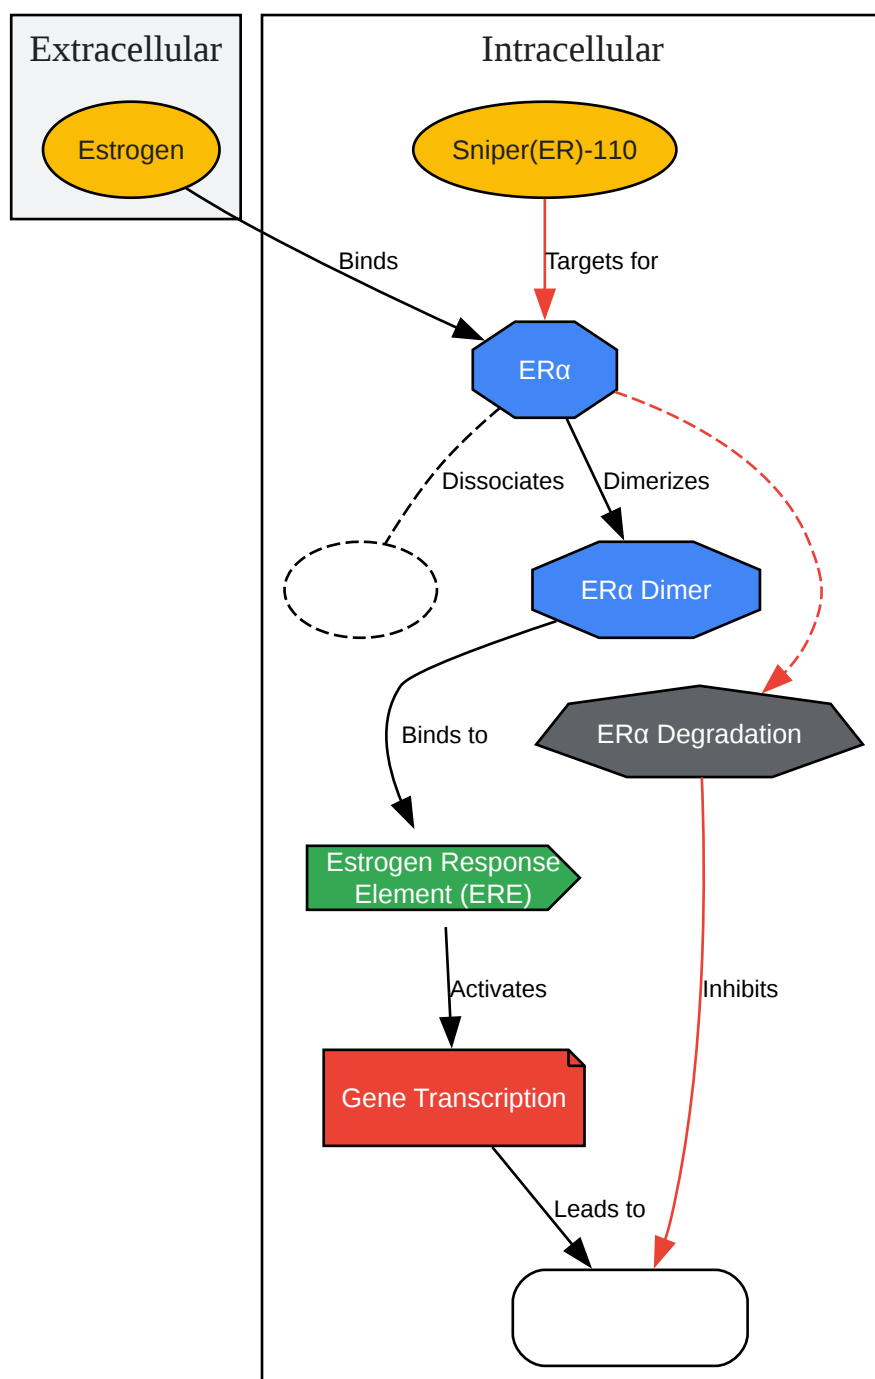 Extracellular
Intracellular
Estrogen
Sniper(ER)-110
Binds
Targets for
ERα
Dissociates
Dimerizes
ERα Dimer
Binds to
ERα Degradation
Estrogen Response
Element (ERE)
Activates
Inhibits
Gene Transcription
Leads to